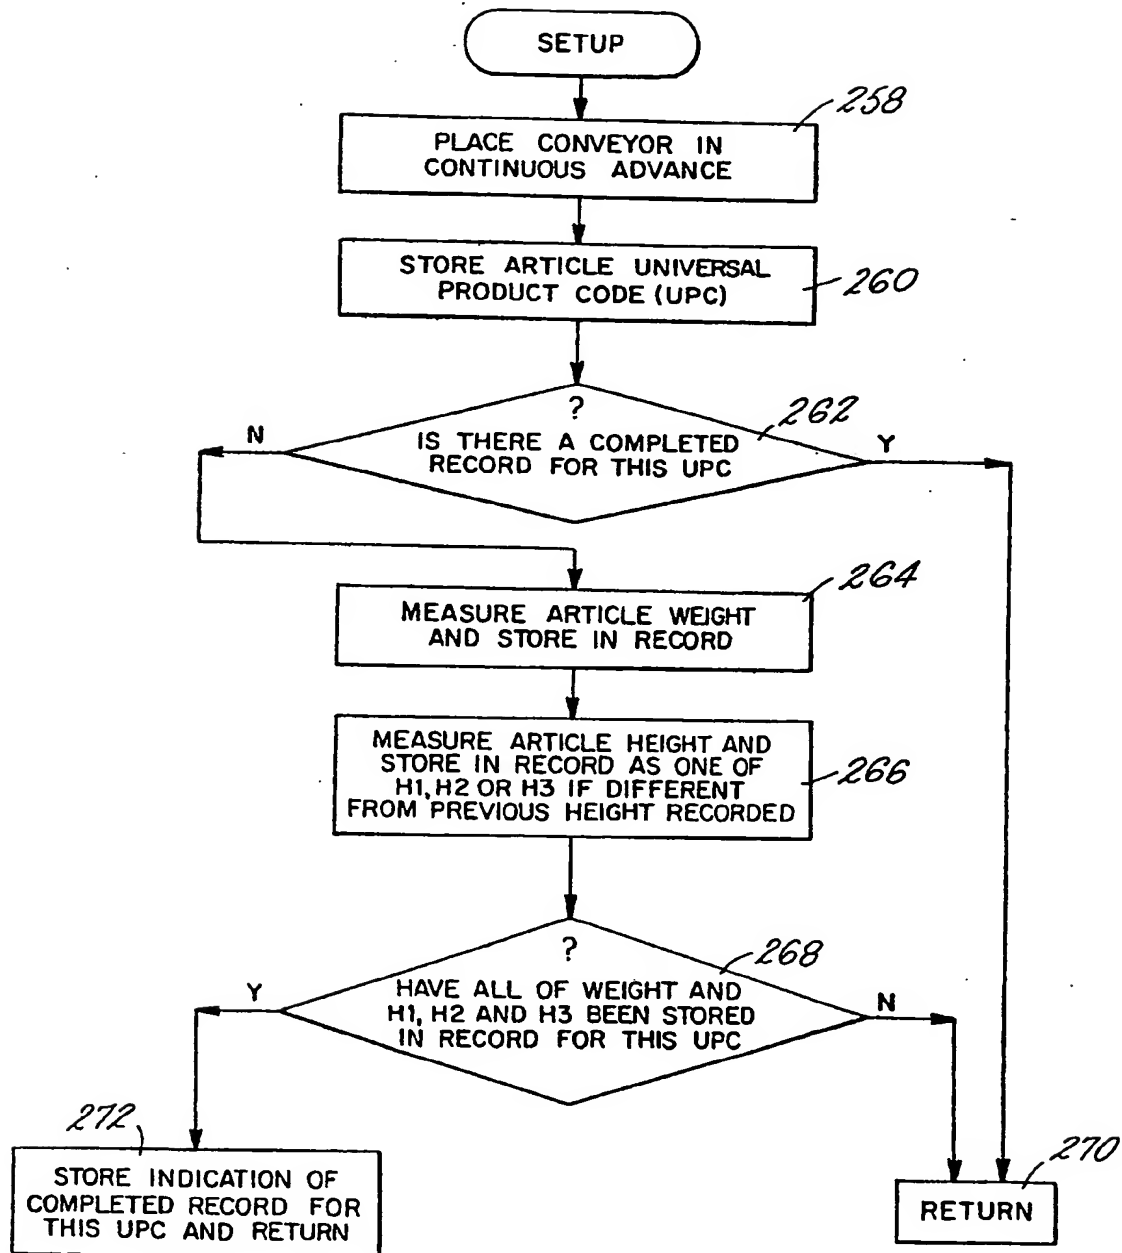 SETUP
258
PLACE CONVEYOR IN
CONTINUOUS ADVANCE
STORE ARTICLE UNIVERSAL
PRODUCT CODE (UPC)
260
?
262
IS THERE A COMPLETED
RECORD FOR THIS UPC
N
Y
264
MEASURE ARTICLE WEIGHT
AND STORE IN RECORD
MEASURE ARTICLE HEIGHT AND
STORE IN RECORD AS ONE OF
H1, H2 OR H3 IF DIFFERENT
FROM PREVIOUS HEIGHT RECORDED
266
?
268
HAVE ALL OF WEIGHT AND
H1, H2 AND H3 BEEN STORED
IN RECORD FOR THIS UPC
Y
N
272
STORE INDICATION OF
COMPLETED RECORD FOR
THIS UPC AND RETURN
270
RETURN